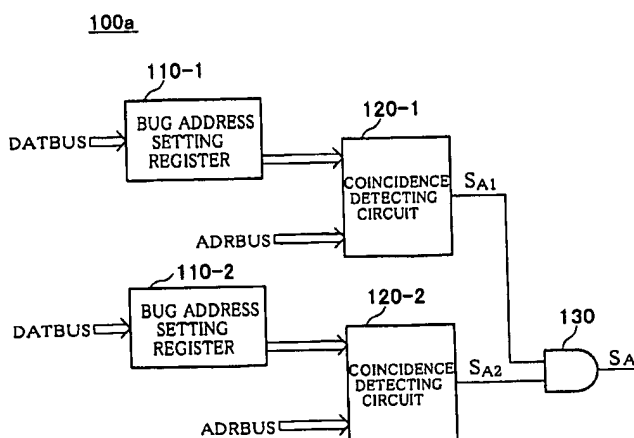 100a
110-1
BUG ADDRESS
SETTING
REGISTER
DATBUS
120-1
COINCIDENCE
DETECTING
CIRCUIT
SA1
ADRBUS
110-2
BUG ADDRESS
SETTING
REGISTER
DATBUS
120-2
COINCIDENCE
DETECTING
CIRCUIT
SA2
130
SA
ADRBUS